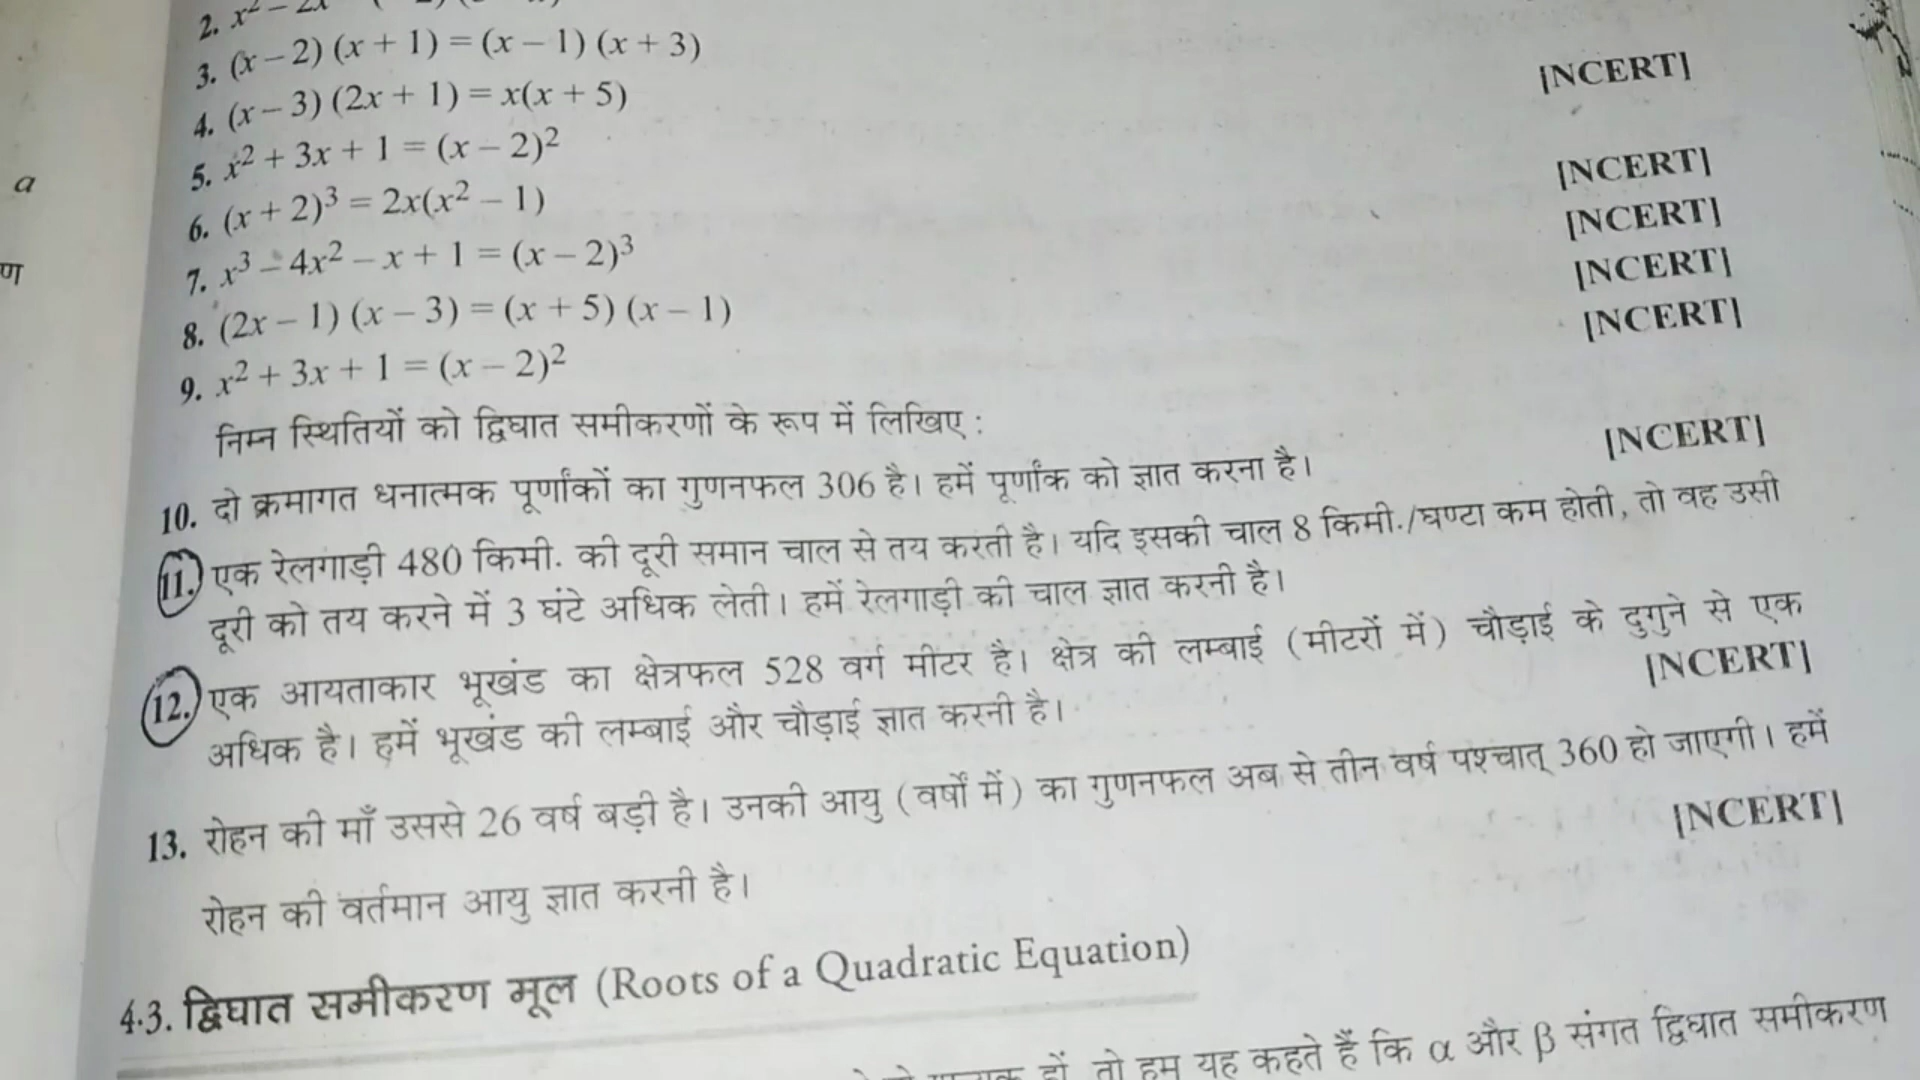 2. x² – 2x
3. (x – 2) (x + 1) = (x – 1) (x + 3)
[NCERT]
4. (x – 3) (2x + 1) = x(x + 5)
5. x² + 3x + 1 = (x – 2)²
[NCERT]
6. (x + 2)³ = 2x(x² – 1)
[NCERT]
7. x³ – 4x² – x + 1 = (x – 2)³
[NCERT]
8. (2x – 1) (x – 3) = (x + 5) (x – 1)
[NCERT]
9. x² + 3x + 1 = (x – 2)²
निम्न स्थितियों को द्विघात समीकरणों के रूप में लिखिए :
[NCERT]
10. दो क्रमागत धनात्मक पूर्णांकों का गुणनफल 306 है। हमें पूर्णांक को ज्ञात करना है।
11. एक रेलगाड़ी 480 किमी. की दूरी समान चाल से तय करती है। यदि इसकी चाल 8 किमी./घण्टा कम होती, तो वह उसी
दूरी को तय करने में 3 घंटे अधिक लेती। हमें रेलगाड़ी की चाल ज्ञात करनी है।
[NCERT]
12. एक आयताकार भूखंड का क्षेत्रफल 528 वर्ग मीटर है। क्षेत्र की लम्बाई (मीटरों में) चौड़ाई के दुगुने से एक
अधिक है। हमें भूखंड की लम्बाई और चौड़ाई ज्ञात करनी है।
[NCERT]
13. रोहन की माँ उससे 26 वर्ष बड़ी है। उनकी आयु (वर्षों में) का गुणनफल अब से तीन वर्ष पश्चात् 360 हो जाएगी। हमें
रोहन की वर्तमान आयु ज्ञात करनी है।
4.3. द्विघात समीकरण मूल (Roots of a Quadratic Equation)
हों तो हम यह कहते हैं कि α और β संगत द्विघात समीकरण
a
ण